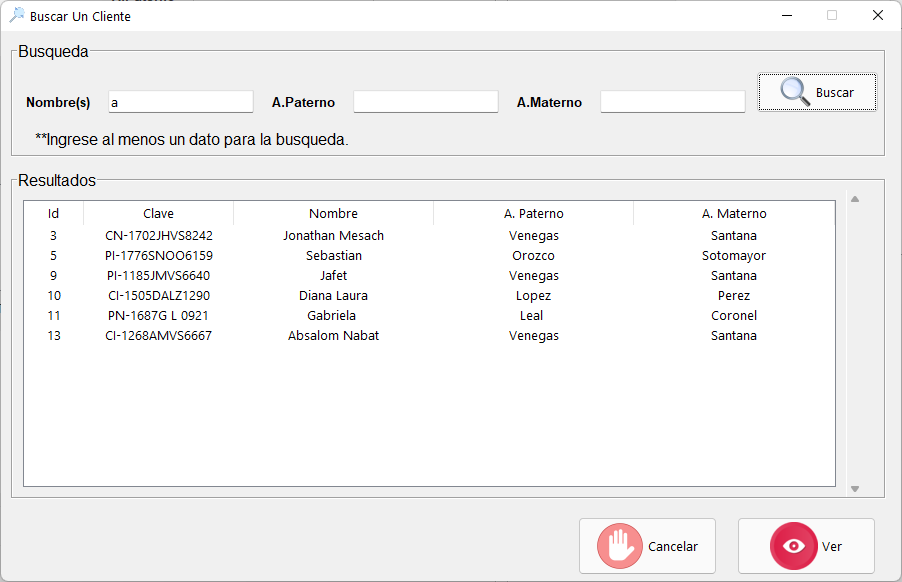 Buscar Un Cliente
Busqueda
Nombre(s) a A.Paterno A.Materno Buscar
**Ingrese al menos un dato para la busqueda.
Resultados
Id Clave Nombre A. Paterno A. Materno
3 CN-1702JHVS8242 Jonathan Mesach Venegas Santana
5 PI-1776SNOO6159 Sebastian Orozco Sotomayor
9 PI-1185JMVS6640 Jafet Venegas Santana
10 CI-1505DALZ1290 Diana Laura Lopez Perez
11 PN-1687G L 0921 Gabriela Leal Coronel
13 CI-1268AMVS6667 Absalom Nabat Venegas Santana
Cancelar Ver